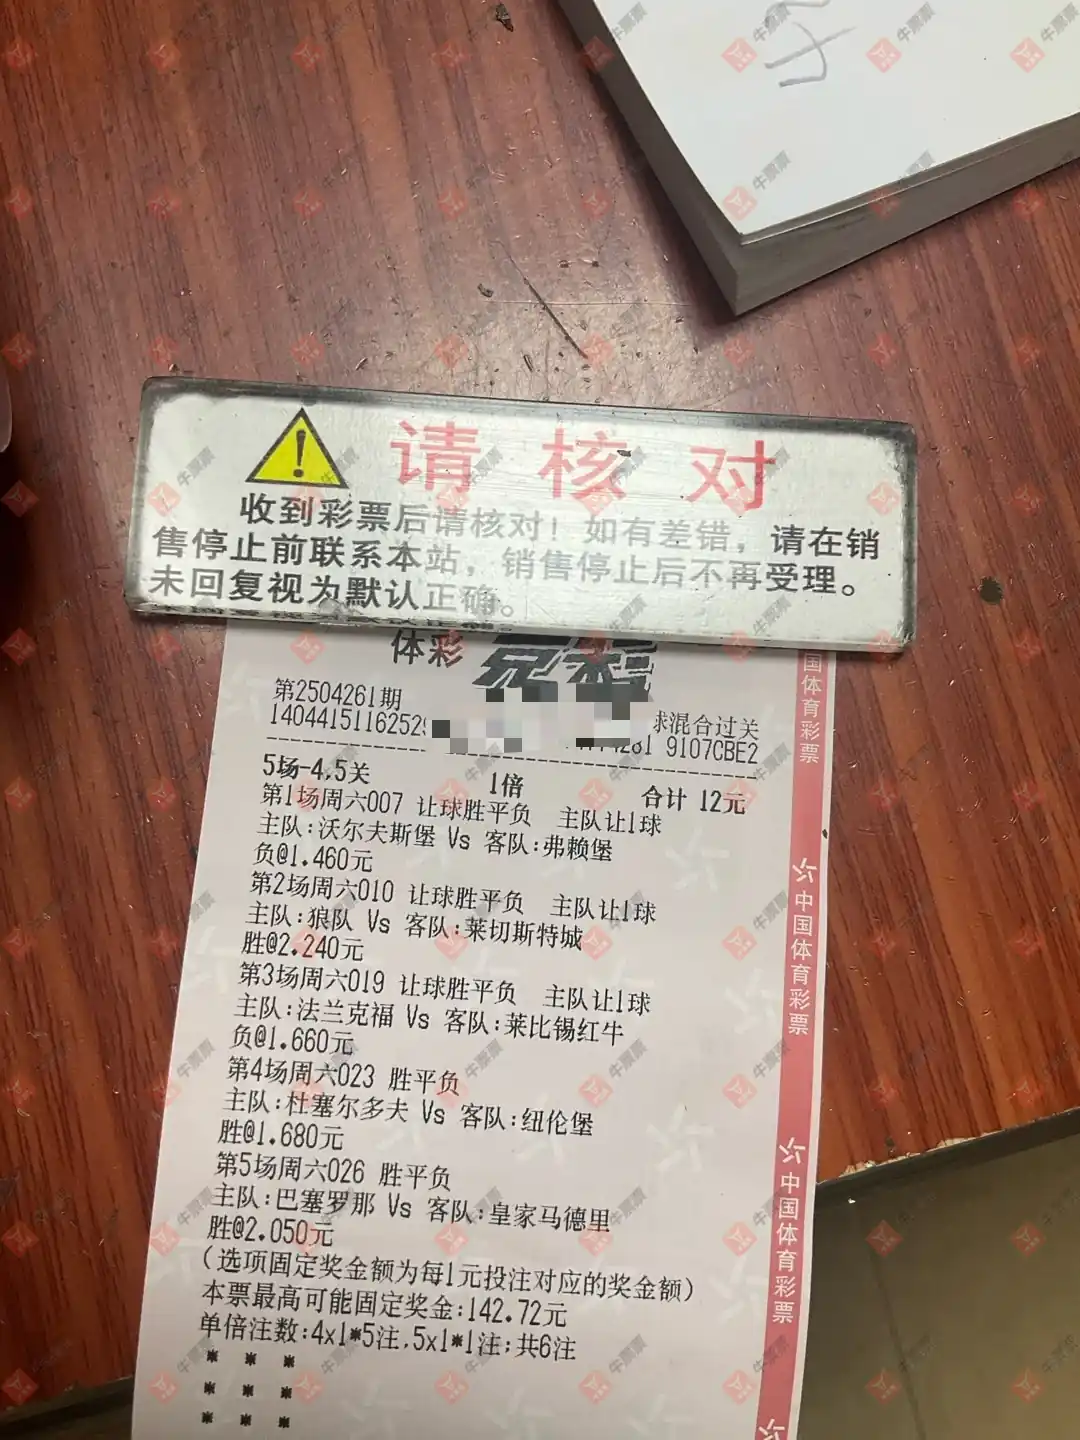 请 核 对
收到彩票后请核对！如有差错，请在销
售停止前联系本站，销售停止后不再受理。
未回复视为默认正确。
体彩 竞彩
第2504261期
球混合过关
1404415116252 281 9107CBE2
5场-4,5关 1倍 合计 12元
第1场周六007 让球胜平负 主队让1球
主队:沃尔夫斯堡 Vs 客队:弗赖堡
负@1.460元
第2场周六010 让球胜平负 主队让1球
主队:狼队 Vs 客队:莱切斯特城
胜@2.240元
第3场周六019 让球胜平负 主队让1球
主队:法兰克福 Vs 客队:莱比锡红牛
负@1.660元
第4场周六023 胜平负
主队:杜塞尔多夫 Vs 客队:纽伦堡
胜@1.680元
第5场周六026 胜平负
主队:巴塞罗那 Vs 客队:皇家马德里
胜@2.050元
(选项固定奖金额为每1元投注对应的奖金额)
本票最高可能固定奖金:142.72元
单倍注数:4x1*5注,5x1*1注;共6注
* * *
* * *
* * *
国体育彩票
中国体育彩票
中国体育彩票
牛票票